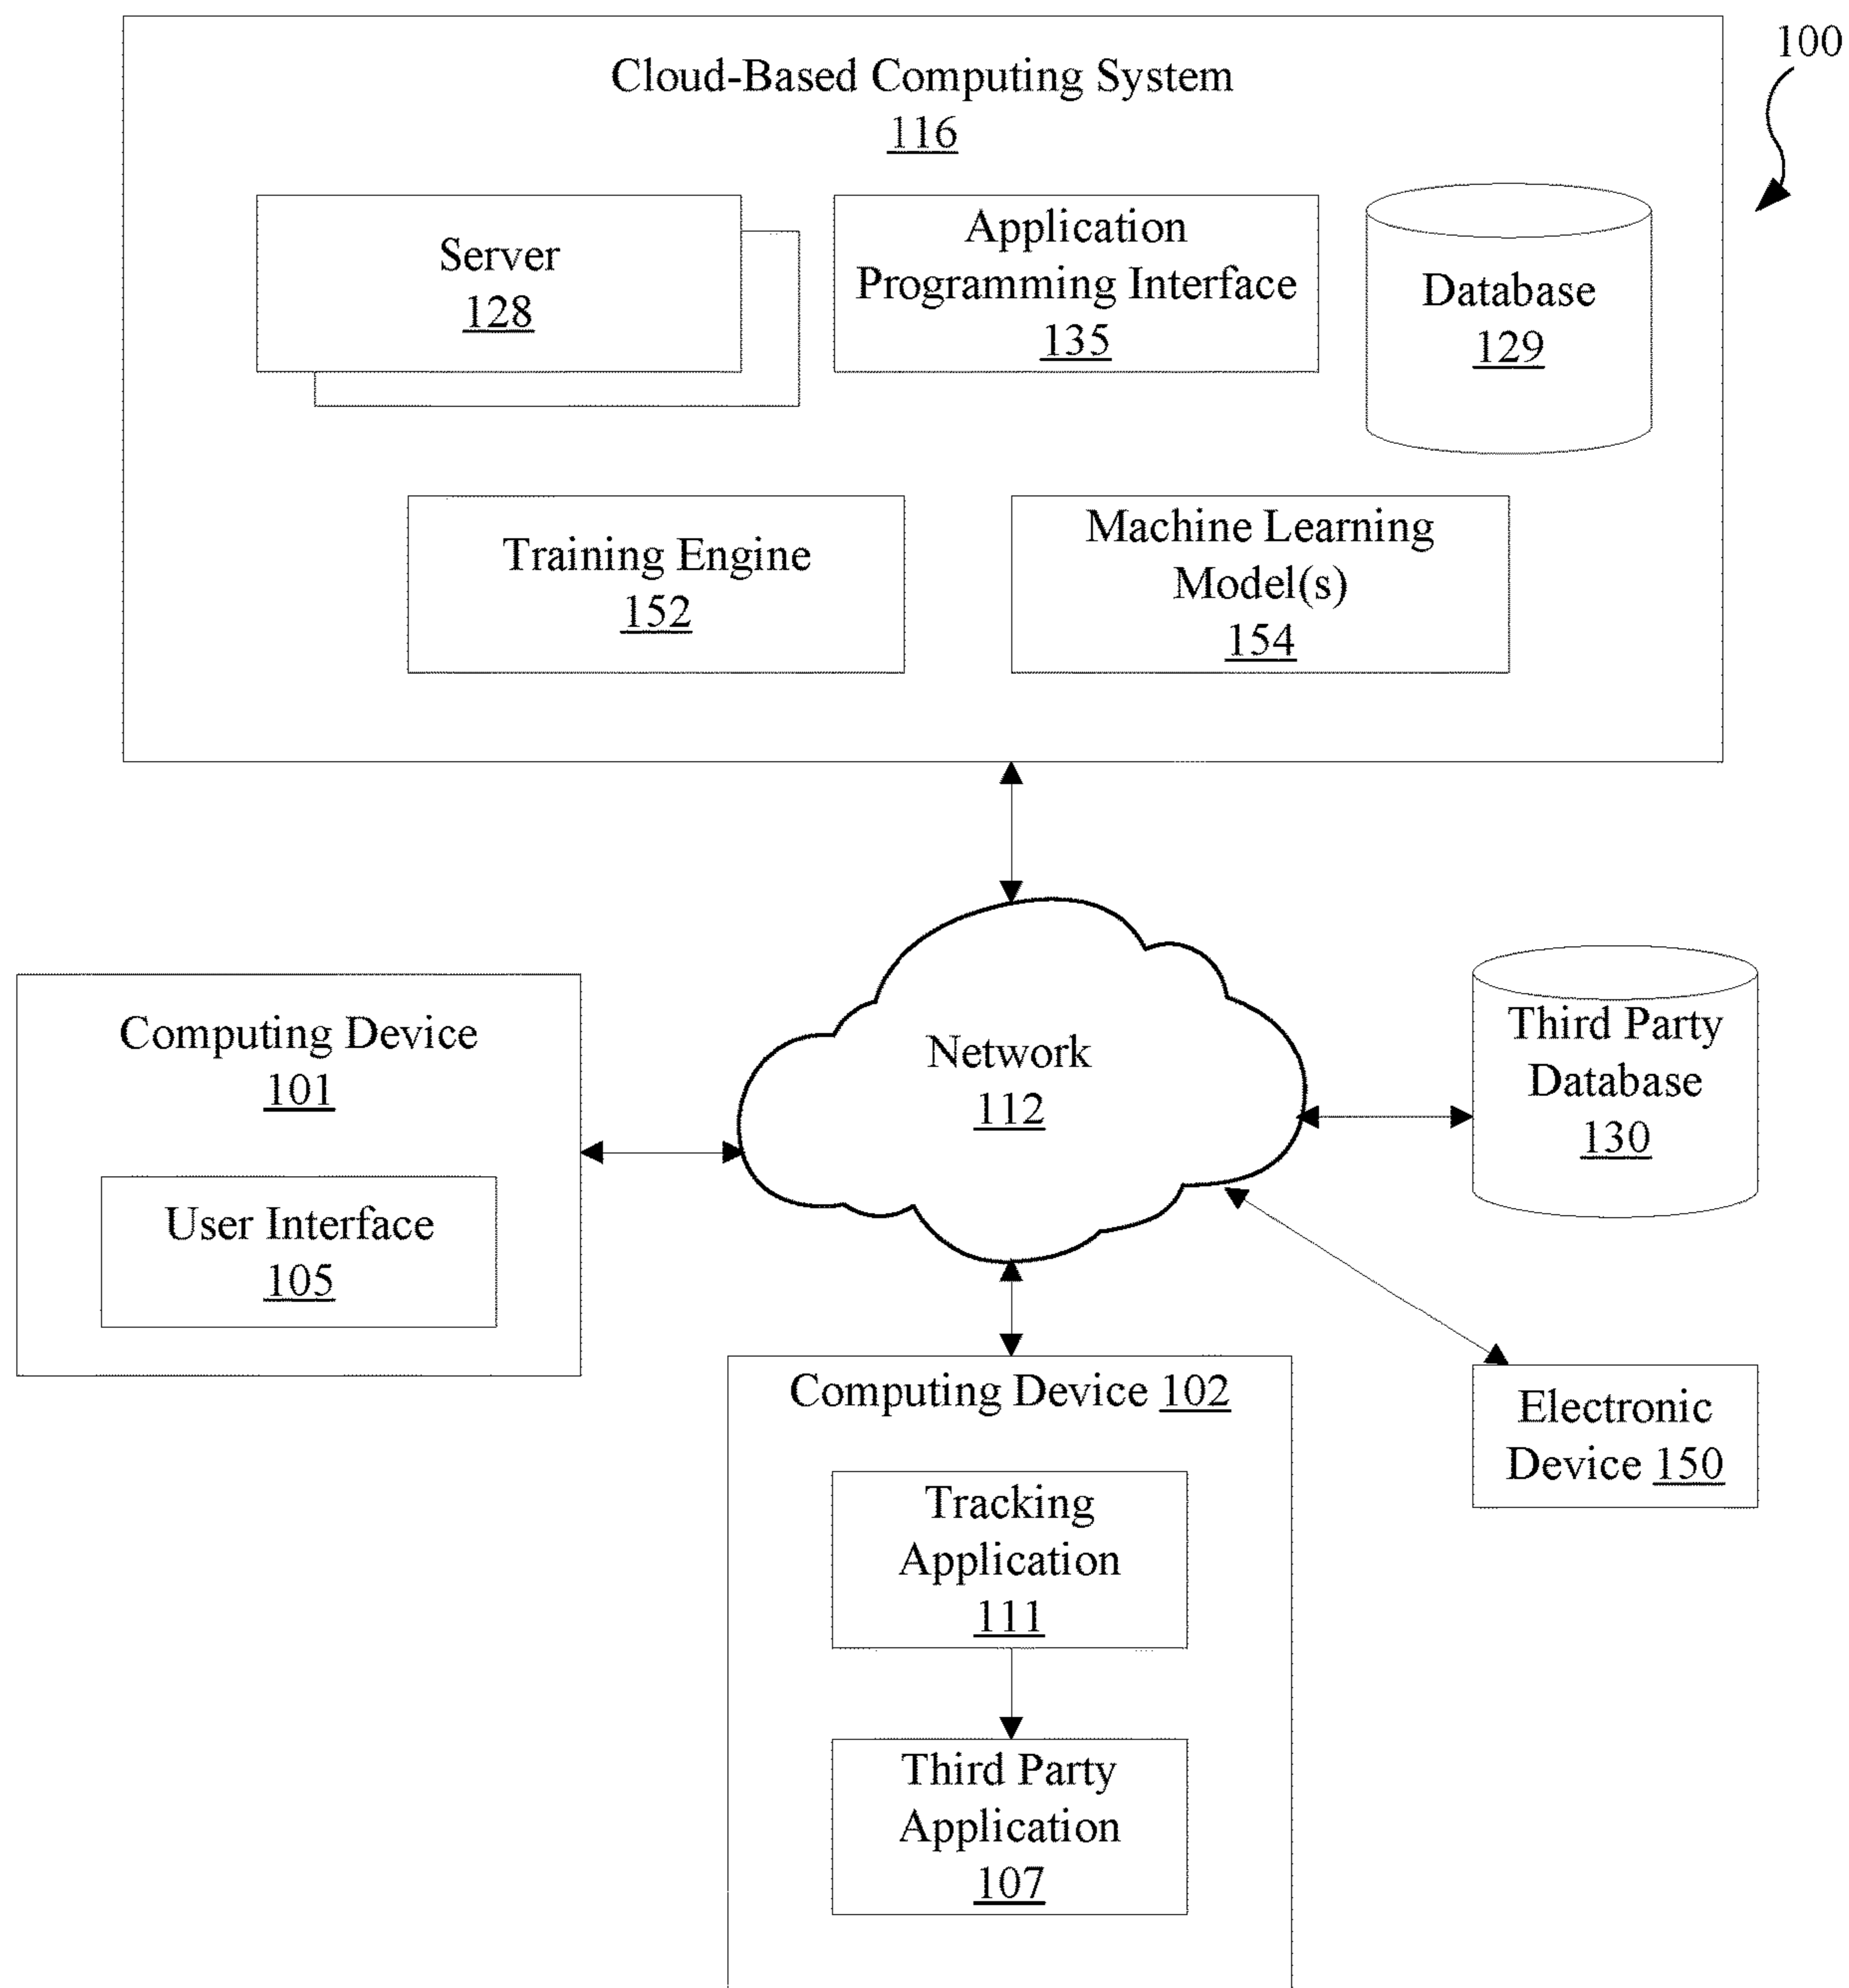 100
Cloud-Based Computing System
116
Server
128
Application
Programming Interface
135
Database
129
Training Engine
152
Machine Learning
Model(s)
154
Computing Device
101
User Interface
105
Network
112
Third Party
Database
130
Computing Device 102
Tracking
Application
111
Third Party
Application
107
Electronic
Device 150